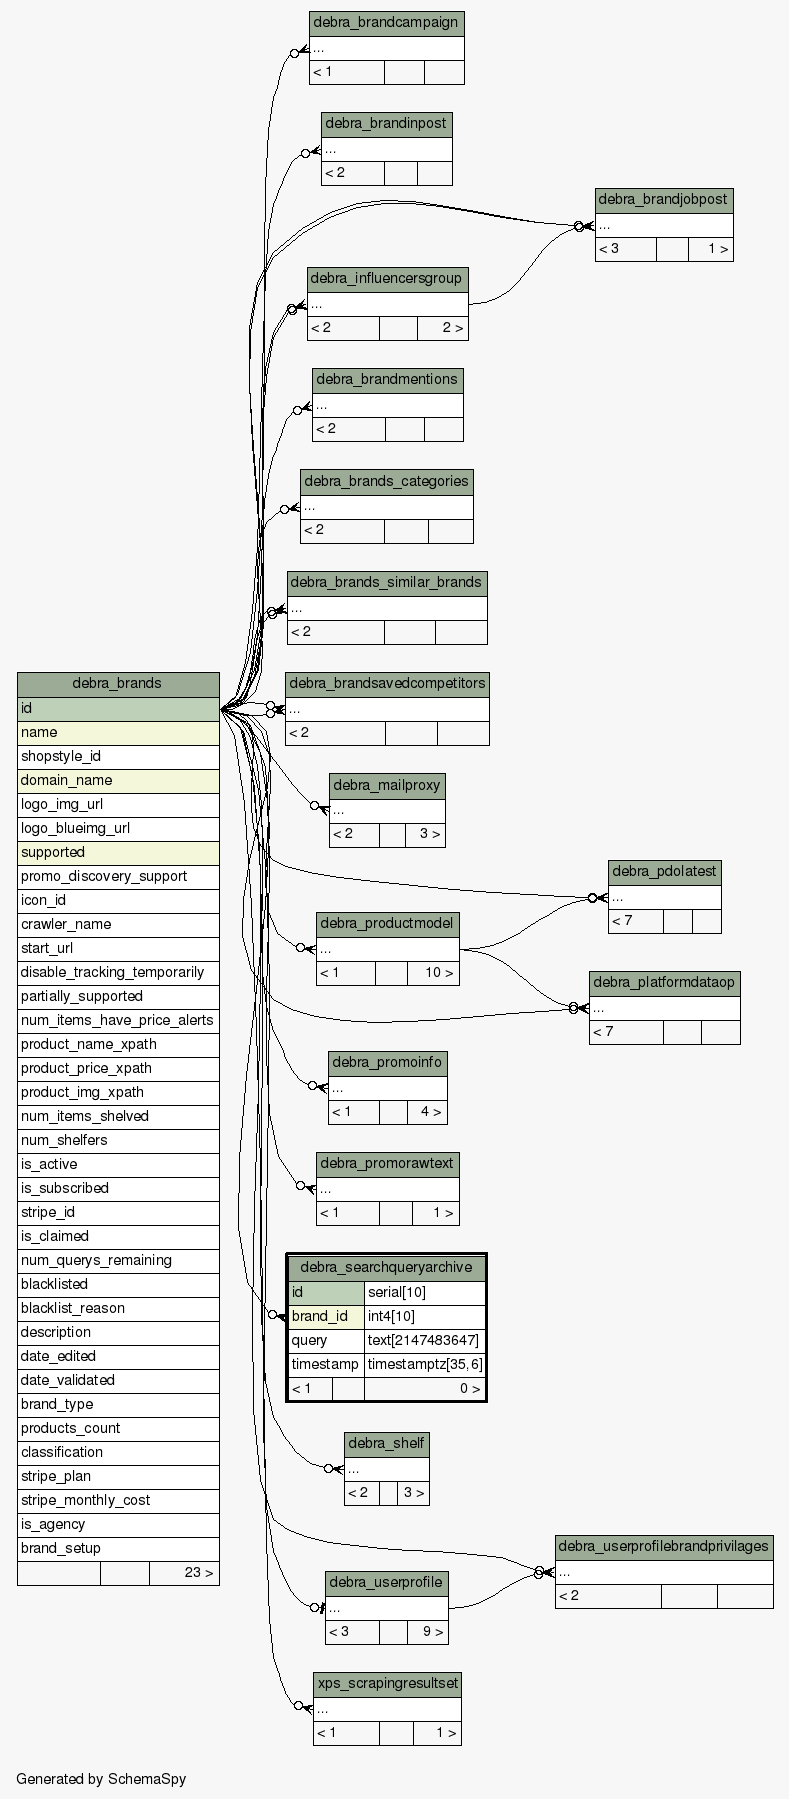 debra_brandcampaign
...
< 1
debra_brandinpost
...
< 2
debra_brandjobpost
...
< 3 1 >
debra_influencersgroup
...
< 2 2 >
debra_brandmentions
...
< 2
debra_brands_categories
...
< 2
debra_brands_similar_brands
...
< 2
debra_brands
id
name
shopstyle_id
domain_name
logo_img_url
logo_blueimg_url
supported
promo_discovery_support
icon_id
crawler_name
start_url
disable_tracking_temporarily
partially_supported
num_items_have_price_alerts
product_name_xpath
product_price_xpath
product_img_xpath
num_items_shelved
num_shelfers
is_active
is_subscribed
stripe_id
is_claimed
num_querys_remaining
blacklisted
blacklist_reason
description
date_edited
date_validated
brand_type
products_count
classification
stripe_plan
stripe_monthly_cost
is_agency
brand_setup
23 >
debra_brandsavedcompetitors
...
< 2
debra_mailproxy
...
< 2 3 >
debra_pdolatest
...
< 7
debra_productmodel
...
< 1 10 >
debra_platformdataop
...
< 7
debra_promoinfo
...
< 1 4 >
debra_promorawtext
...
< 1 1 >
debra_searchqueryarchive
id serial[10]
brand_id int4[10]
query text[2147483647]
timestamp timestamptz[35,6]
< 1 0 >
debra_shelf
...
< 2 3 >
debra_userprofilebrandprivilages
...
< 2
debra_userprofile
...
< 3 9 >
xps_scrapingresultset
...
< 1 1 >
Generated by SchemaSpy